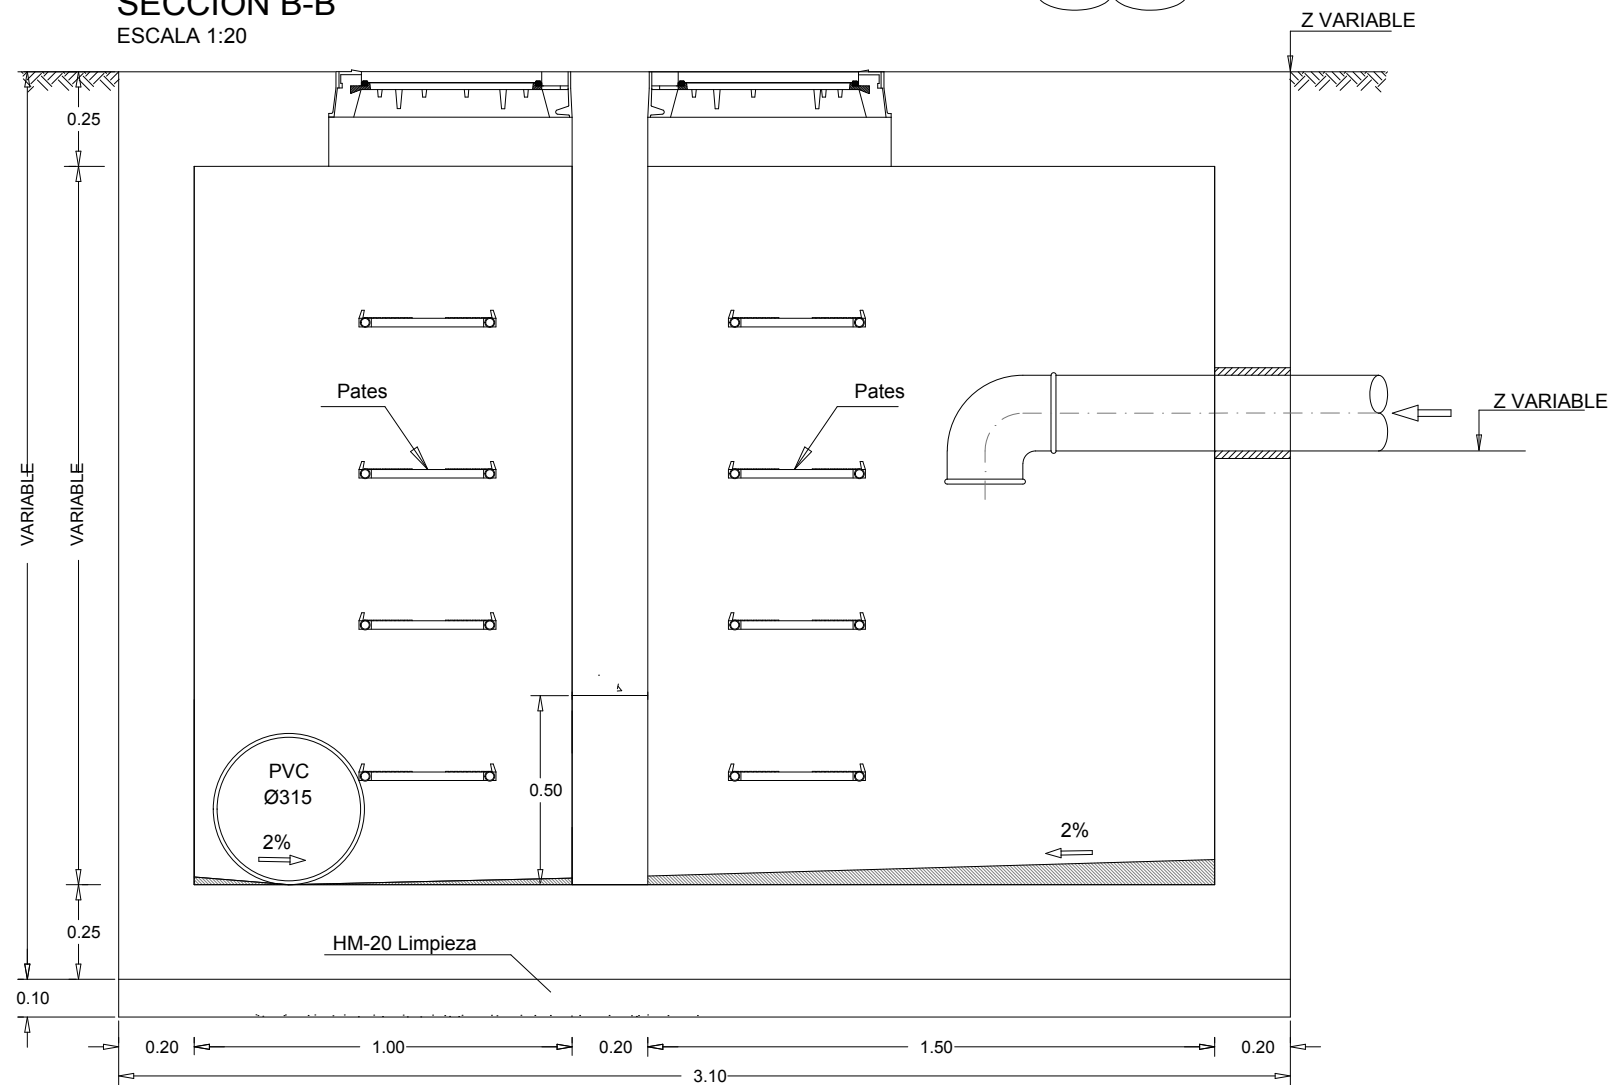 SECCIÓN B-B
ESCALA 1:20
Z VARIABLE
0.25
Pates
Pates
Z VARIABLE
VARIABLE
VARIABLE
PVC
Ø315
2%
0.50
2%
0.25
HM-20 Limpieza
0.10
0.20
1.00
0.20
1.50
0.20
3.10